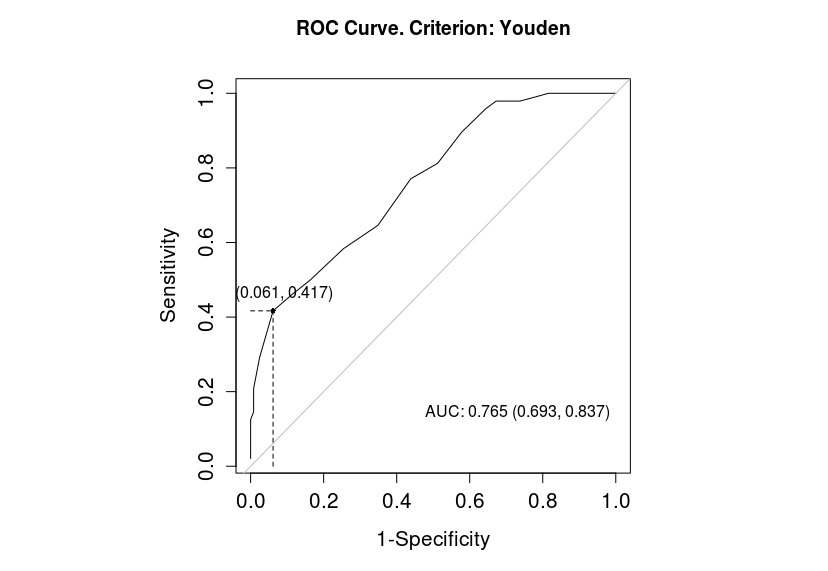 ROC Curve. Criterion: Youden
1.0
0.8
0.6
0.4
0.2
0.0
Sensitivity
(0.061, 0.417)
AUC: 0.765 (0.693, 0.837)
0.0 0.2 0.4 0.6 0.8 1.0
1-Specificity